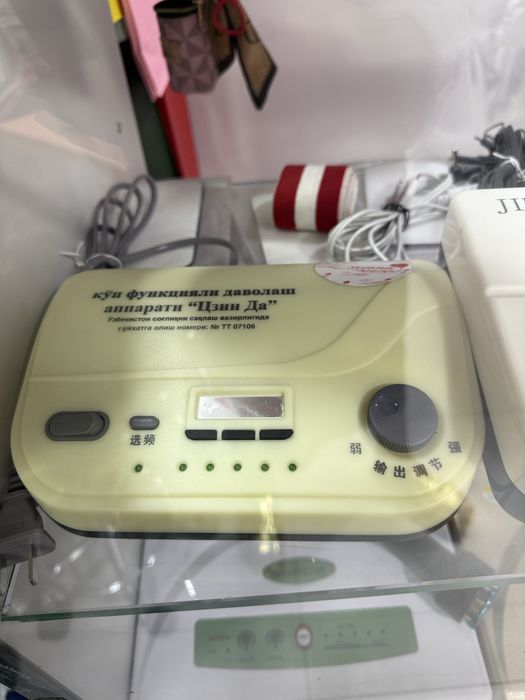 кўп функцияли даволаш
аппарати “Цзин Да”
Ўзбекистон соғлиқни сақлаш вазирлигида
рўйхатга олиш номери: № ТТ 07106
选频
弱 强
输出调节